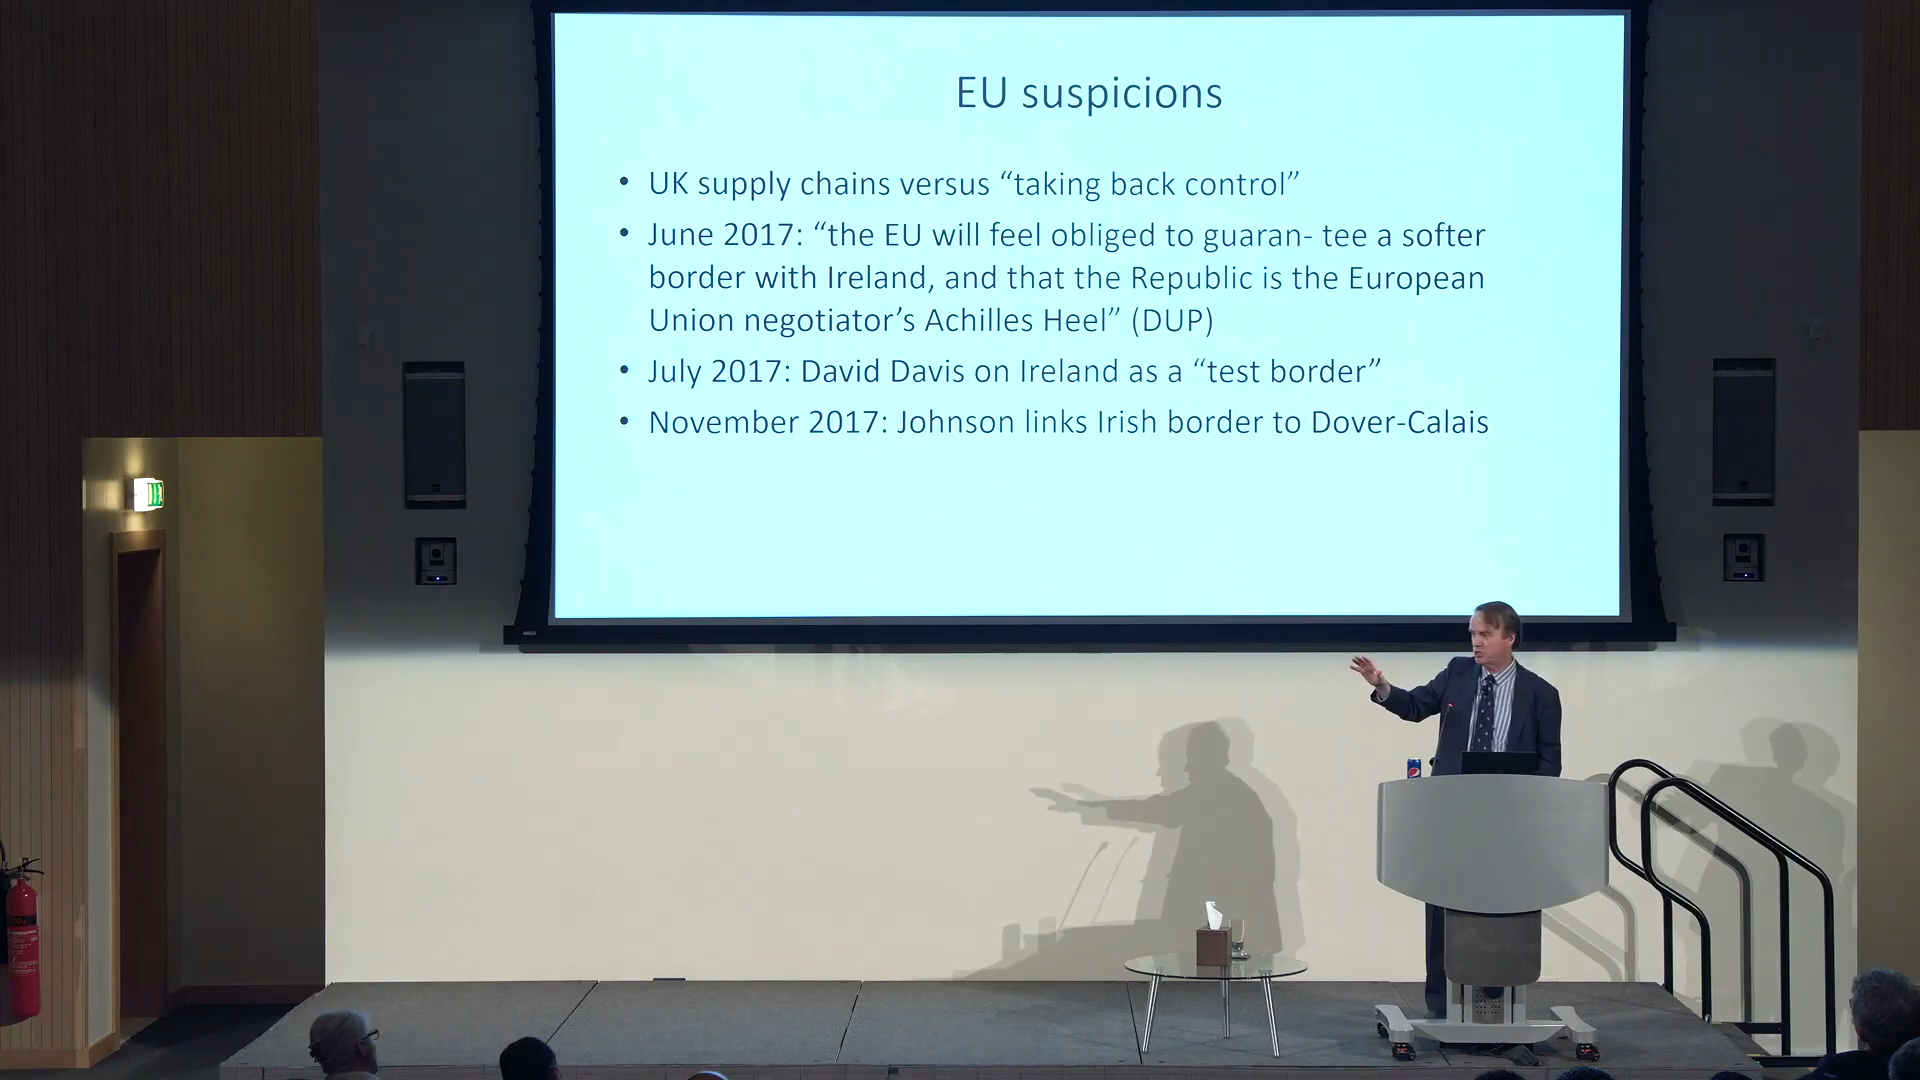 EU suspicions
• UK supply chains versus “taking back control”
• June 2017: “the EU will feel obliged to guaran- tee a softer
border with Ireland, and that the Republic is the European
Union negotiator’s Achilles Heel” (DUP)
• July 2017: David Davis on Ireland as a “test border”
• November 2017: Johnson links Irish border to Dover-Calais